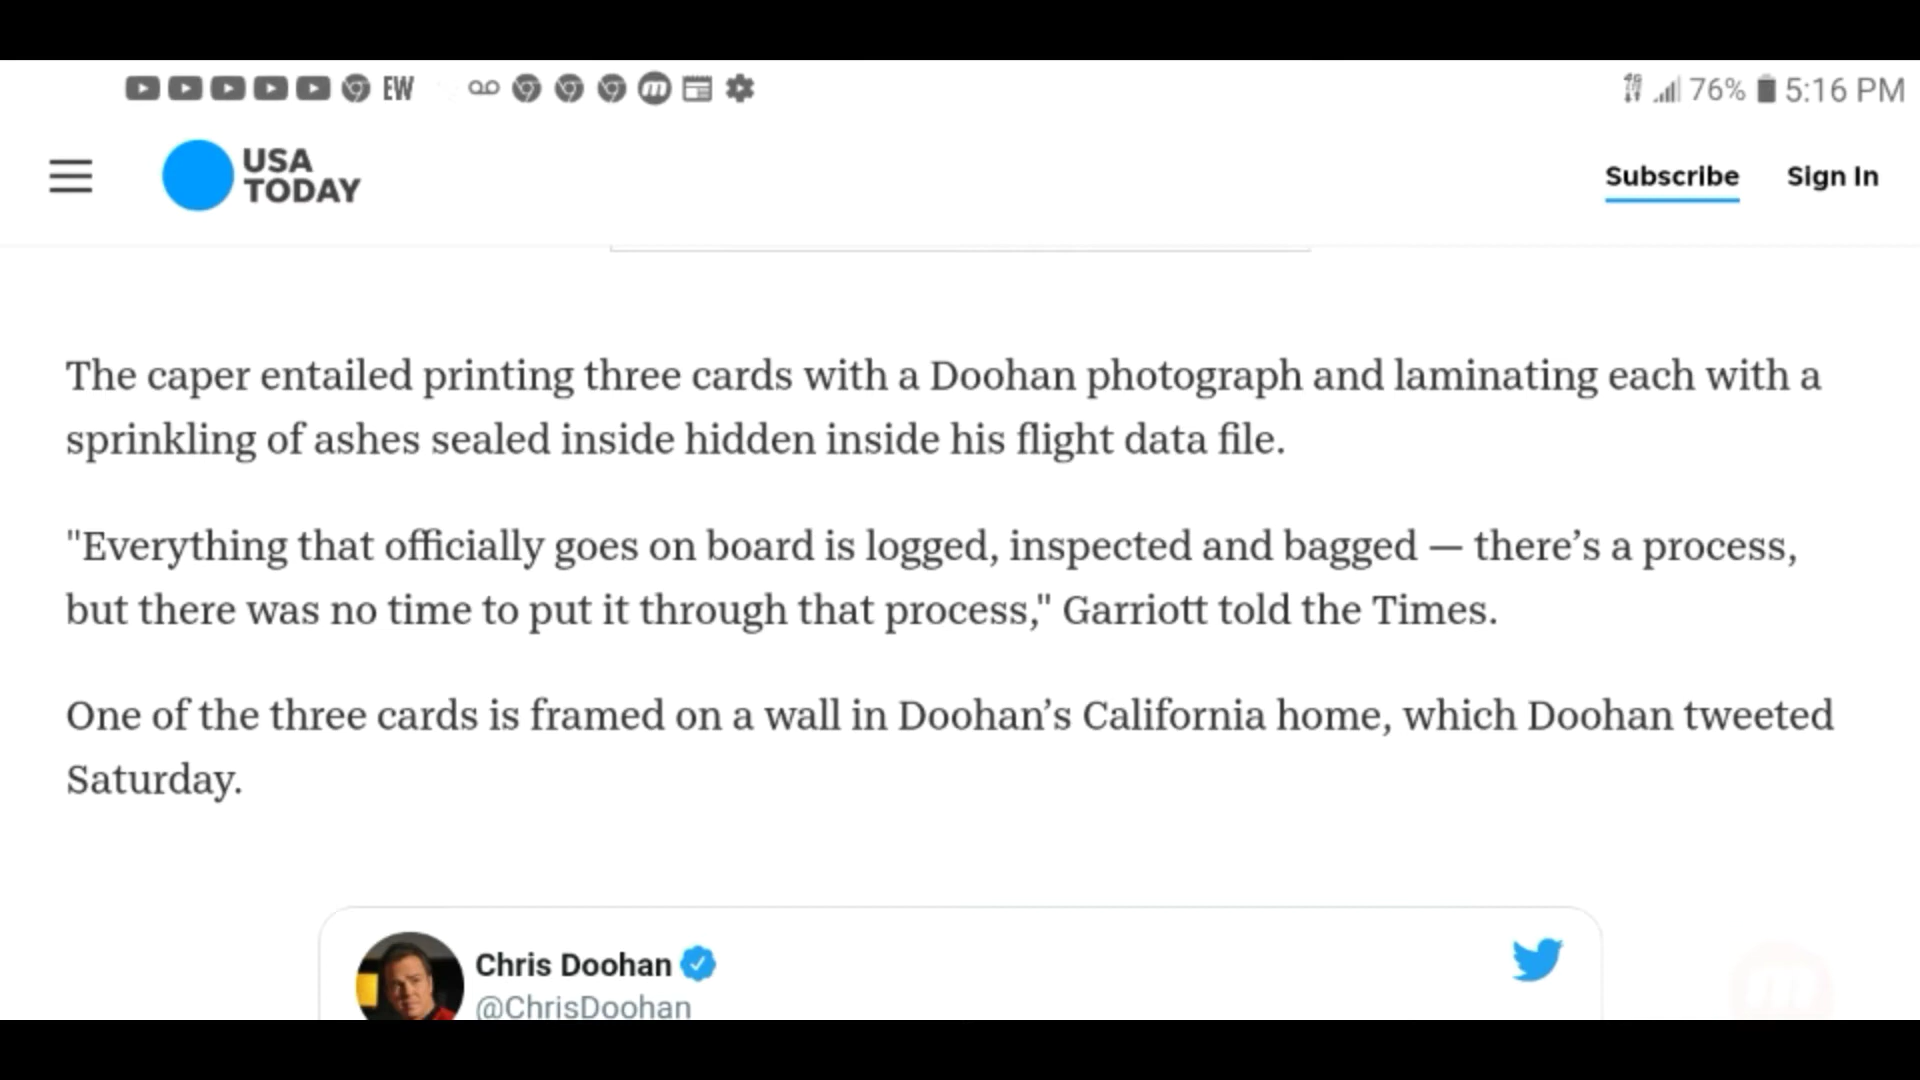 EW
4G 76% 5:16 PM
USA
TODAY
Subscribe Sign In
The caper entailed printing three cards with a Doohan photograph and laminating each with a
sprinkling of ashes sealed inside hidden inside his flight data file.
"Everything that officially goes on board is logged, inspected and bagged — there’s a process,
but there was no time to put it through that process," Garriott told the Times.
One of the three cards is framed on a wall in Doohan’s California home, which Doohan tweeted
Saturday.
Chris Doohan
@ChrisDoohan